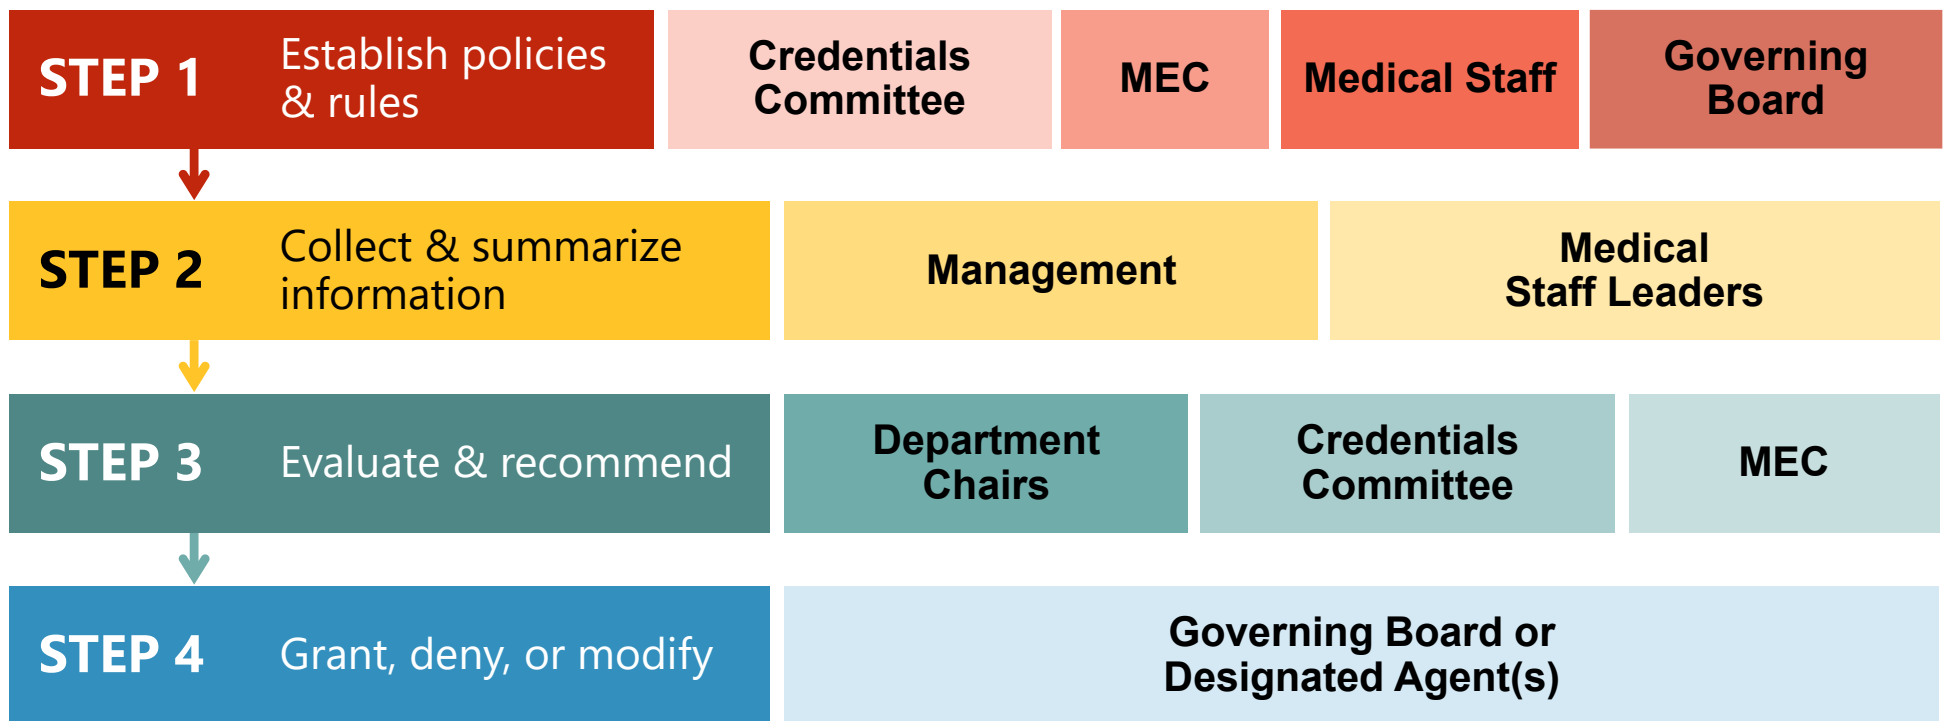 STEP 1
Establish policies
& rules
Credentials
Committee
MEC
Medical Staff
Governing
Board
STEP 2
Collect & summarize
information
Management
Medical
Staff Leaders
STEP 3
Evaluate & recommend
Department
Chairs
Credentials
Committee
MEC
STEP 4
Grant, deny, or modify
Governing Board or
Designated Agent(s)